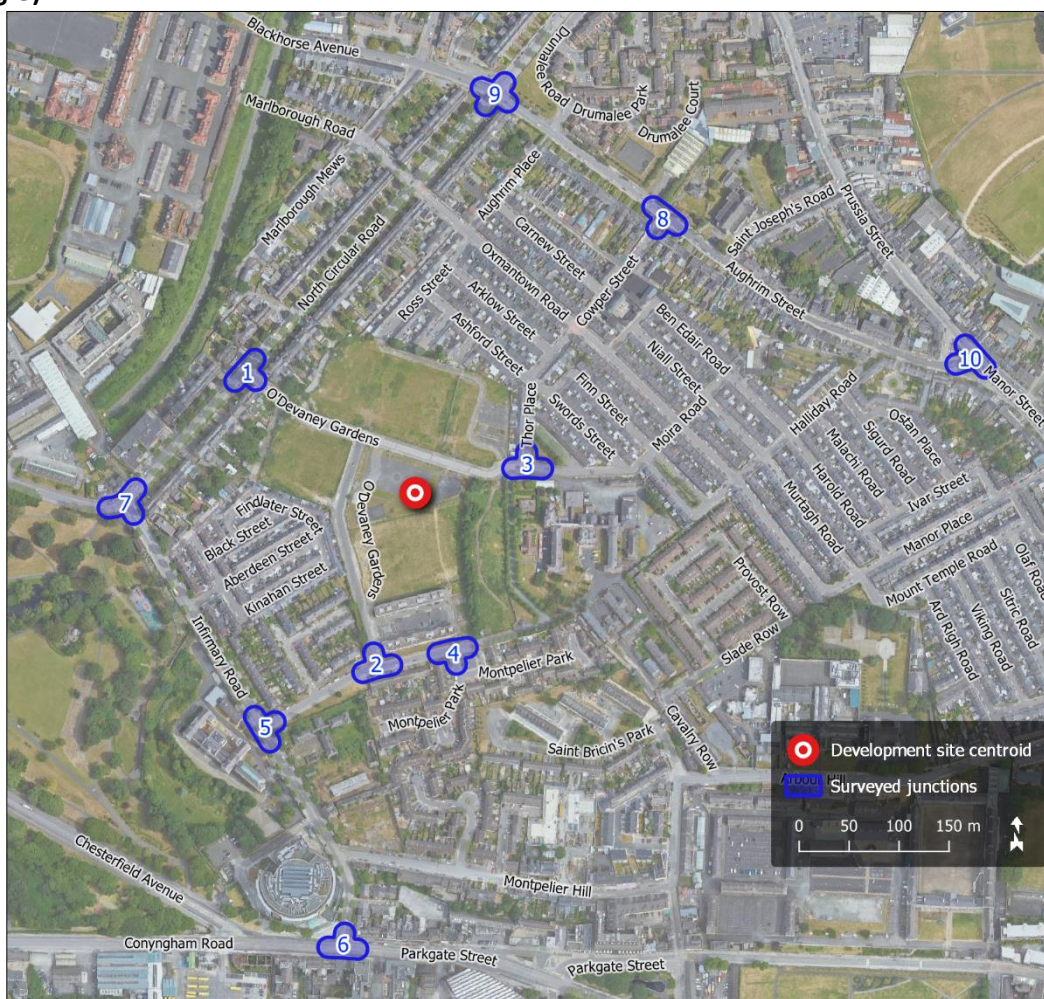 Blackhorse Avenue
Drumalee Road
Drumalee Park
Drumalee Court
9
Marlborough Road
Marlborough Mews
Aughrim Place
8
Saint Joseph's Road
Prussia Street
North Circular Road
Carnew Street
Oxmantown Road
Cowper Street
Aughrim Street
Ross Street
Arklow Street
Ashford Street
Ben Edair Road
Niall Street
10
Manor Street
1
O'Devaney Gardens
Thor Place
Finn Street
Swords Street
Moira Road
Halliday Road
Ostan Place
Sigurd Road
Malachi Road
Harold Road
Murtagh Road
Ivar Street
Manor Place
3
7
O'Devaney Gardens
Findlater Street
Black Street
Aberdeen Street
Kinahan Street
Mount Temple Road
Olaf Road
Sitric Road
Viking Road
Ard Righ Road
Provost Row
Slade Row
Infirmary Road
2
4
Montpelier Park
Montpelier Park
5
Saint Bricin's Park
Cavalry Row
Arbour Hill
Development site centroid
Surveyed junctions
0 50 100 150 m
Chesterfield Avenue
Montpelier Hill
6
Conyngham Road
Parkgate Street
Parkgate Street